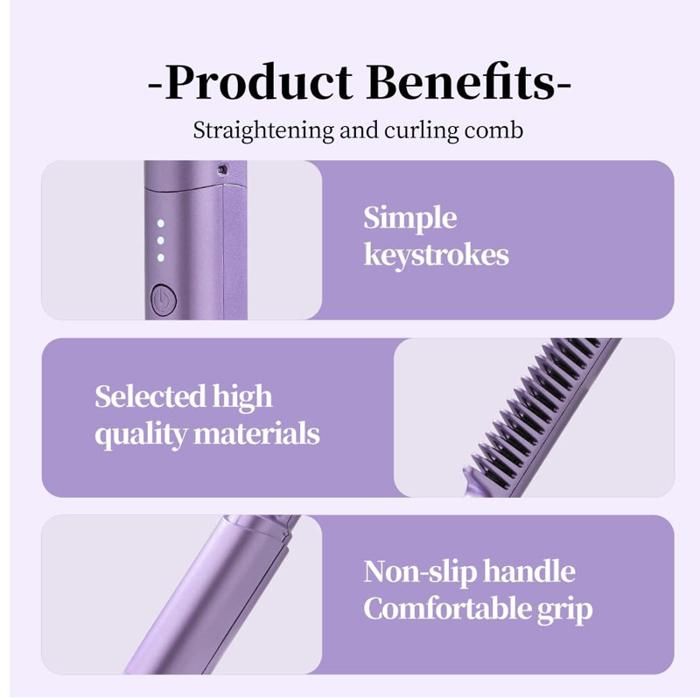 -Product Benefits-
Straightening and curling comb
Simple
keystrokes
Selected high
quality materials
Non-slip handle
Comfortable grip